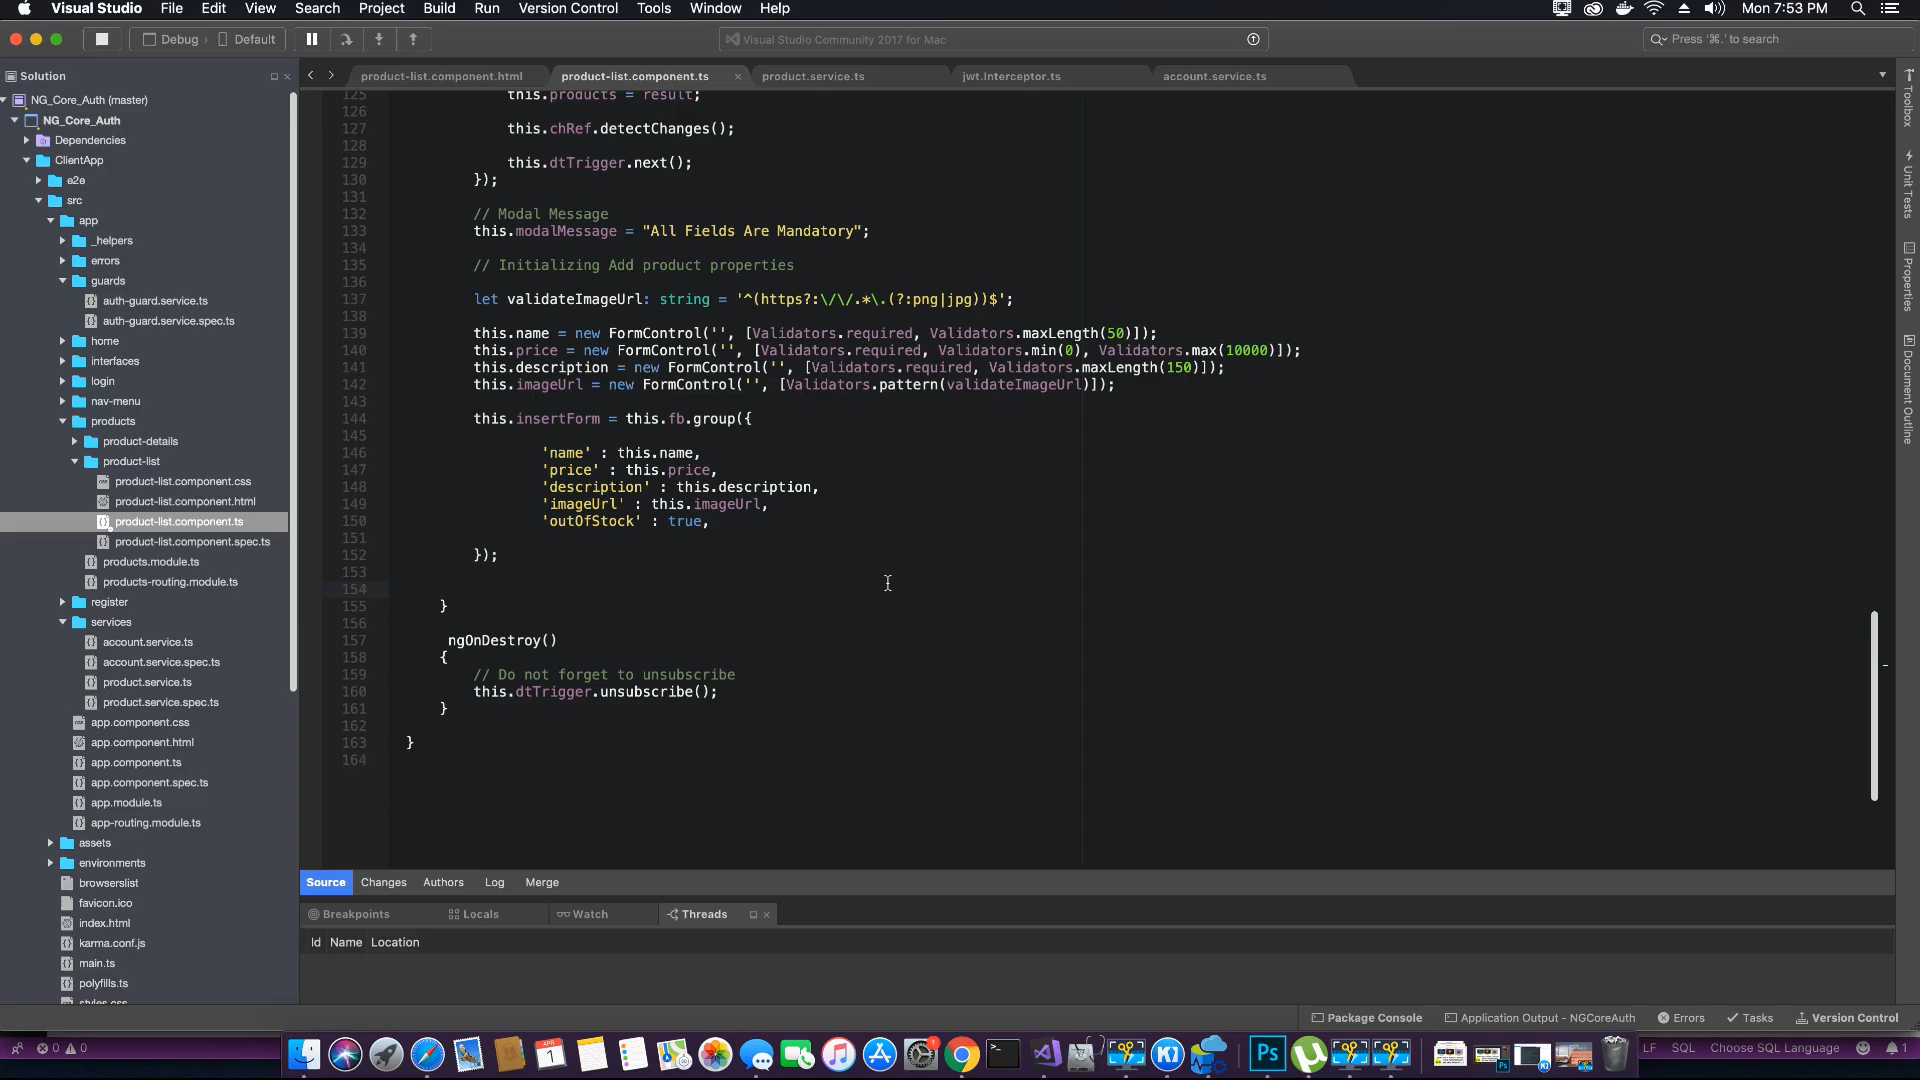 Visual Studio File Edit View Search Project Build Run Version Control Tools Window Help Mon 7:53 PM
Debug Default Visual Studio Community 2017 for Mac Press '⌘.' to search
Solution
product-list.component.html product-list.component.ts product.service.ts jwt.Interceptor.ts account.service.ts
NG_Core_Auth (master)
NG_Core_Auth
Dependencies
ClientApp
e2e
src
app
_helpers
errors
guards
auth-guard.service.ts
auth-guard.service.spec.ts
home
interfaces
login
nav-menu
products
product-details
product-list
product-list.component.css
product-list.component.html
product-list.component.ts
product-list.component.spec.ts
products.module.ts
products-routing.module.ts
register
services
account.service.ts
account.service.spec.ts
product.service.ts
product.service.spec.ts
app.component.css
app.component.html
app.component.ts
app.component.spec.ts
app.module.ts
app-routing.module.ts
assets
environments
browserslist
favicon.ico
index.html
karma.conf.js
main.ts
polyfills.ts
styles.css
125 this.products = result;
126
127 this.chRef.detectChanges();
128
129 this.dtTrigger.next();
130 });
131
132 // Modal Message
133 this.modalMessage = "All Fields Are Mandatory";
134
135 // Initializing Add product properties
136
137 let validateImageUrl: string = '^(https?:\/\/.*\.(?:png|jpg))$';
138
139 this.name = new FormControl('', [Validators.required, Validators.maxLength(50)]);
140 this.price = new FormControl('', [Validators.required, Validators.min(0), Validators.max(10000)]);
141 this.description = new FormControl('', [Validators.required, Validators.maxLength(150)]);
142 this.imageUrl = new FormControl('', [Validators.pattern(validateImageUrl)]);
143
144 this.insertForm = this.fb.group({
145
146 'name' : this.name,
147 'price' : this.price,
148 'description' : this.description,
149 'imageUrl' : this.imageUrl,
150 'outOfStock' : true,
151
152 });
153
154
155 }
156
157 ngOnDestroy()
158 {
159 // Do not forget to unsubscribe
160 this.dtTrigger.unsubscribe();
161 }
162
163 }
164
Toolbox
Unit Tests
Properties
Document Outline
Source Changes Authors Log Merge
Breakpoints Locals Watch Threads
Id Name Location
Package Console Application Output - NGCoreAuth Errors Tasks Version Control
0 0 LF SQL Choose SQL Language 1